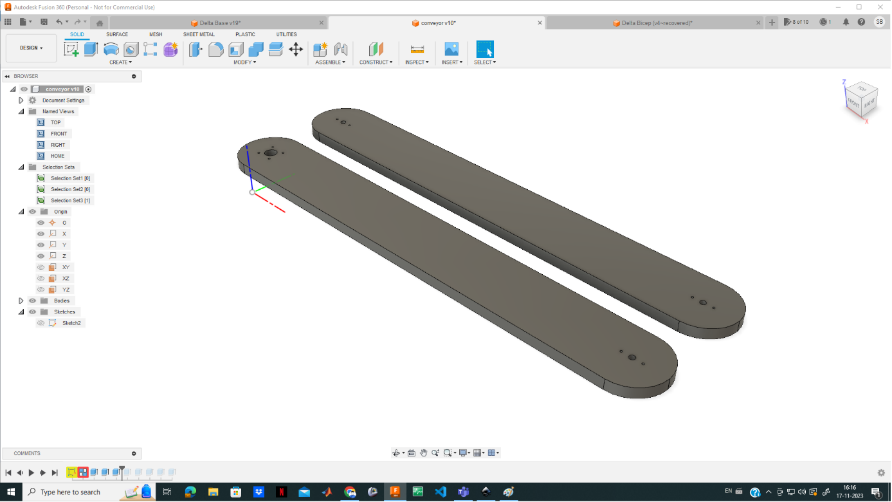 Autodesk Fusion 360 (Personal - Not for Commercial Use)
Delta Base v19*
conveyor v10*
Delta Bicep (v4~recovered)*
8 of 10
1
SB
DESIGN
SOLID
SURFACE
MESH
SHEET METAL
PLASTIC
UTILITIES
CREATE
MODIFY
ASSEMBLE
CONSTRUCT
INSPECT
INSERT
SELECT
BROWSER
conveyor v10
Document Settings
Named Views
TOP
FRONT
RIGHT
HOME
Selection Sets
Selection Set1 [6]
Selection Set2 [6]
Selection Set3 [1]
Origin
O
X
Y
Z
XY
XZ
YZ
Bodies
Sketches
Sketch2
Z
TOP
FRONT
RIGHT
X
COMMENTS
Type here to search
EN
16:16
17-11-2023